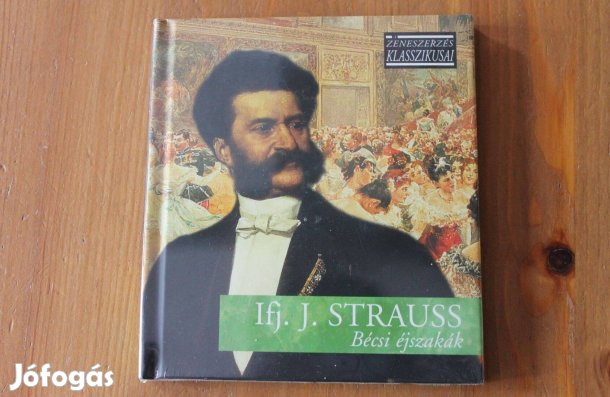 ZENESZERZÉS
KLASSZIKUSAI
Ifj. J. STRAUSS
Bécsi éjszakák
Jófogás